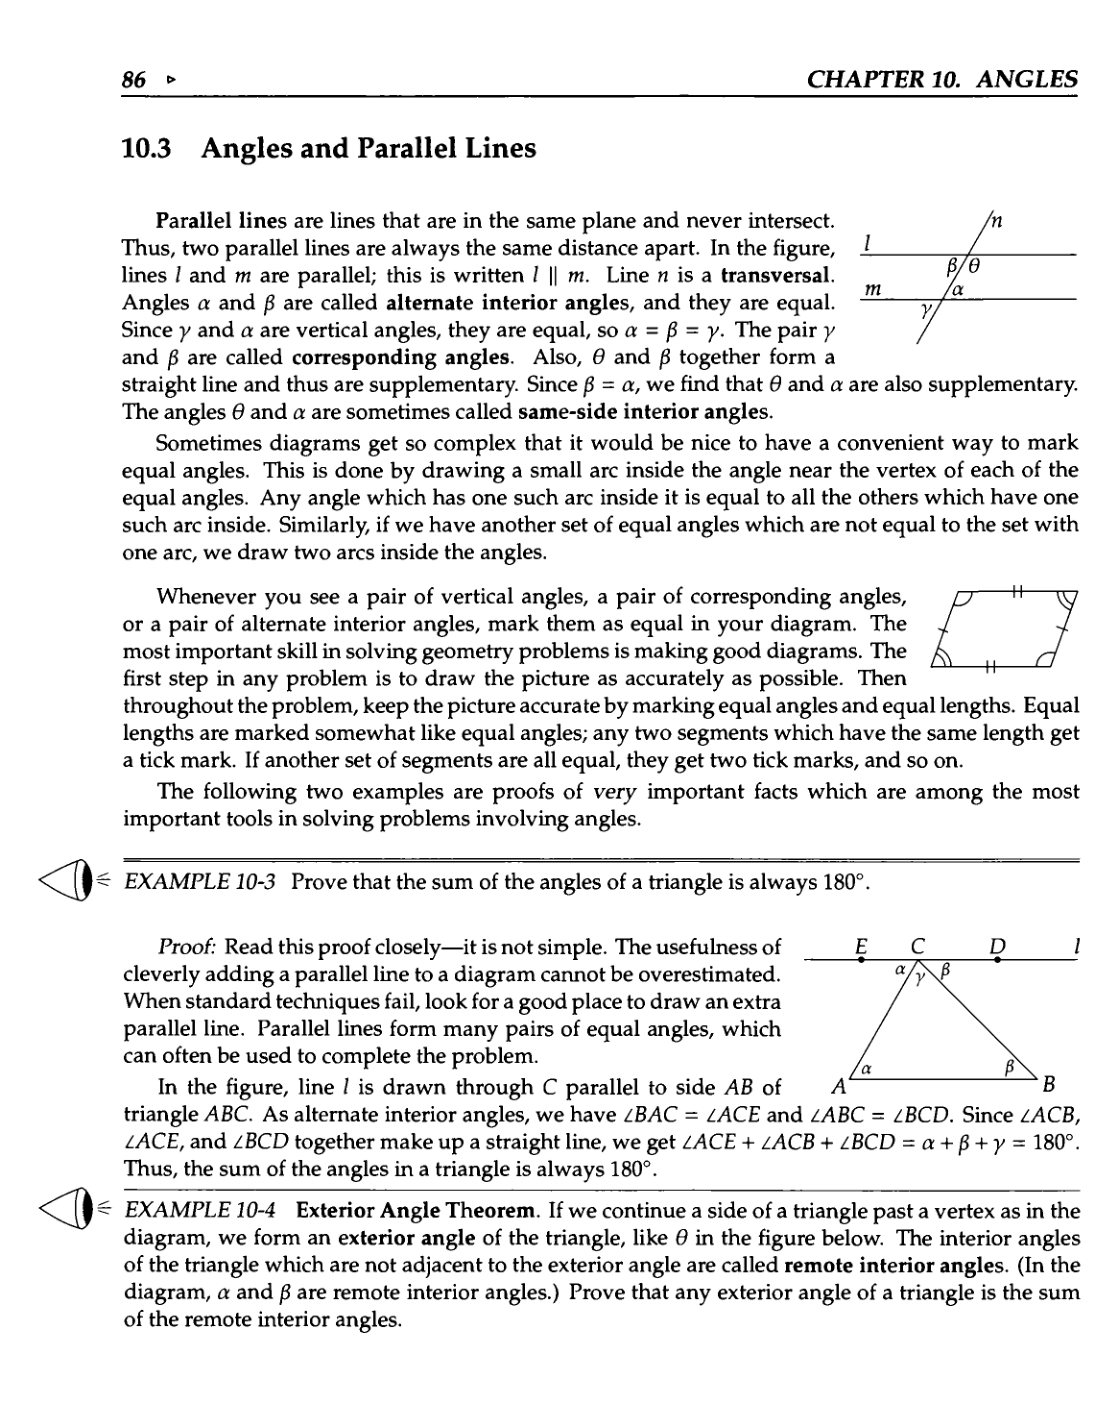 86 ▹ CHAPTER 10. ANGLES
10.3 Angles and Parallel Lines
Parallel lines are lines that are in the same plane and never intersect.
Thus, two parallel lines are always the same distance apart. In the figure,
lines l and m are parallel; this is written l || m. Line n is a transversal.
Angles α and β are called alternate interior angles, and they are equal.
Since γ and α are vertical angles, they are equal, so α = β = γ. The pair γ
and β are called corresponding angles. Also, θ and β together form a
straight line and thus are supplementary. Since β = α, we find that θ and α are also supplementary.
The angles θ and α are sometimes called same-side interior angles.
n
l
β θ
m α
γ
Sometimes diagrams get so complex that it would be nice to have a convenient way to mark
equal angles. This is done by drawing a small arc inside the angle near the vertex of each of the
equal angles. Any angle which has one such arc inside it is equal to all the others which have one
such arc inside. Similarly, if we have another set of equal angles which are not equal to the set with
one arc, we draw two arcs inside the angles.
Whenever you see a pair of vertical angles, a pair of corresponding angles,
or a pair of alternate interior angles, mark them as equal in your diagram. The
most important skill in solving geometry problems is making good diagrams. The
first step in any problem is to draw the picture as accurately as possible. Then
throughout the problem, keep the picture accurate by marking equal angles and equal lengths. Equal
lengths are marked somewhat like equal angles; any two segments which have the same length get
a tick mark. If another set of segments are all equal, they get two tick marks, and so on.
The following two examples are proofs of very important facts which are among the most
important tools in solving problems involving angles.
EXAMPLE 10-3 Prove that the sum of the angles of a triangle is always 180°.
Proof: Read this proof closely—it is not simple. The usefulness of
cleverly adding a parallel line to a diagram cannot be overestimated.
When standard techniques fail, look for a good place to draw an extra
parallel line. Parallel lines form many pairs of equal angles, which
can often be used to complete the problem.
E C D l
α γ β
α β
A B
In the figure, line l is drawn through C parallel to side AB of
triangle ABC. As alternate interior angles, we have ∠BAC = ∠ACE and ∠ABC = ∠BCD. Since ∠ACB,
∠ACE, and ∠BCD together make up a straight line, we get ∠ACE + ∠ACB + ∠BCD = α + β + γ = 180°.
Thus, the sum of the angles in a triangle is always 180°.
EXAMPLE 10-4 Exterior Angle Theorem. If we continue a side of a triangle past a vertex as in the
diagram, we form an exterior angle of the triangle, like θ in the figure below. The interior angles
of the triangle which are not adjacent to the exterior angle are called remote interior angles. (In the
diagram, α and β are remote interior angles.) Prove that any exterior angle of a triangle is the sum
of the remote interior angles.